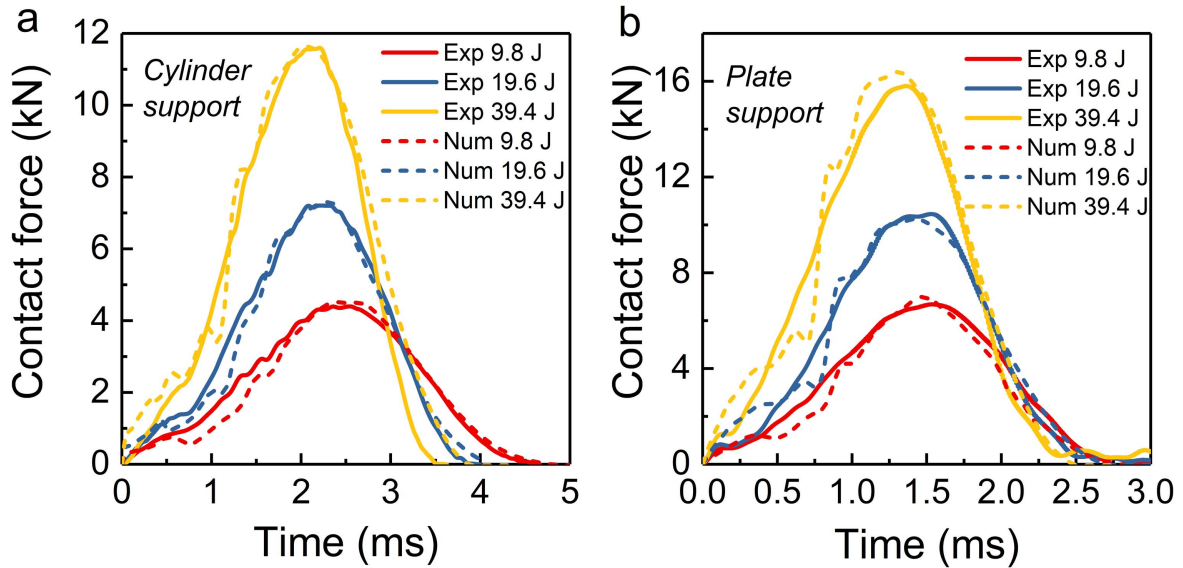 a
Contact force (kN)
12
10
8
6
4
2
0
Cylinder
support
Exp 9.8 J
Exp 19.6 J
Exp 39.4 J
Num 9.8 J
Num 19.6 J
Num 39.4 J
0 1 2 3 4 5
Time (ms)
b
Contact force (kN)
16
12
8
4
0
Plate
support
Exp 9.8 J
Exp 19.6 J
Exp 39.4 J
Num 9.8 J
Num 19.6 J
Num 39.4 J
0.0 0.5 1.0 1.5 2.0 2.5 3.0
Time (ms)